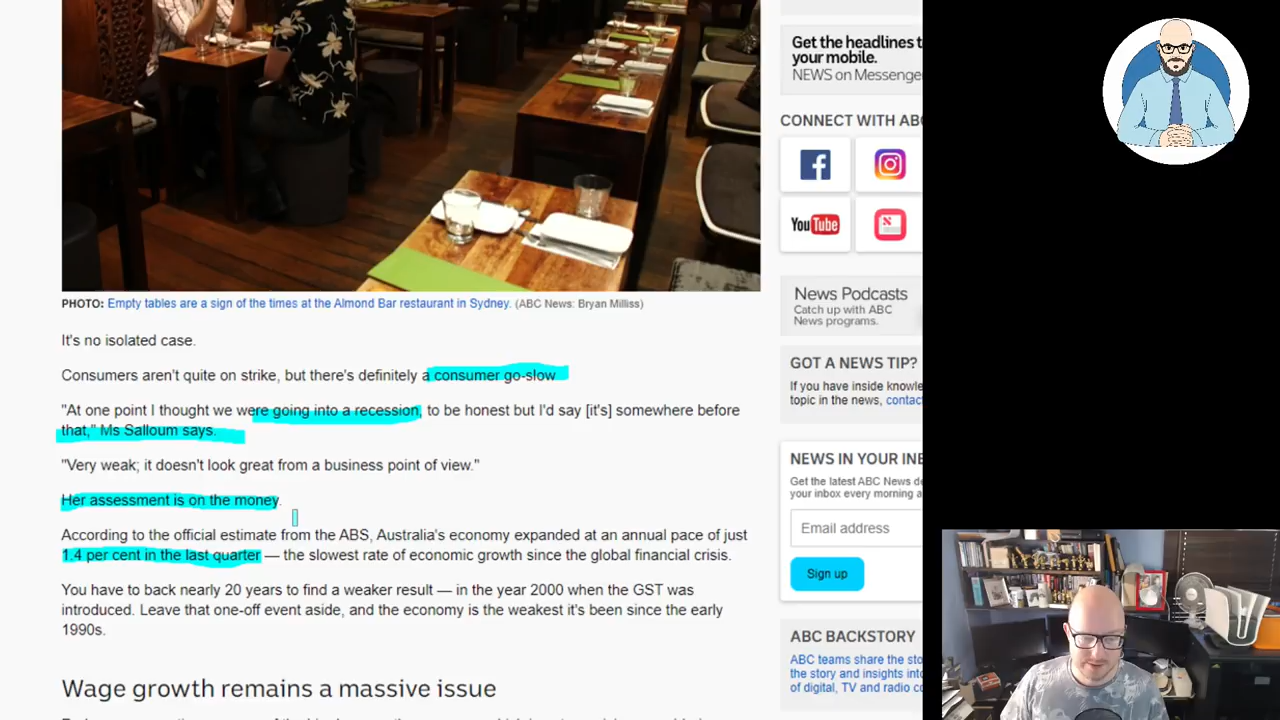 PHOTO: Empty tables are a sign of the times at the Almond Bar restaurant in Sydney. (ABC News: Bryan Milliss)
It's no isolated case.
Consumers aren't quite on strike, but there's definitely a consumer go-slow
"At one point I thought we were going into a recession, to be honest but I'd say [it's] somewhere before
that," Ms Salloum says.
"Very weak; it doesn't look great from a business point of view."
Her assessment is on the money.
According to the official estimate from the ABS, Australia's economy expanded at an annual pace of just
1.4 per cent in the last quarter — the slowest rate of economic growth since the global financial crisis.
You have to back nearly 20 years to find a weaker result — in the year 2000 when the GST was
introduced. Leave that one-off event aside, and the economy is the weakest it's been since the early
1990s.
Wage growth remains a massive issue
Get the headlines t
your mobile.
NEWS on Messenge
CONNECT WITH ABC
You Tube
News Podcasts
Catch up with ABC
News programs.
GOT A NEWS TIP?
If you have inside knowle
topic in the news, contac
NEWS IN YOUR INB
Get the latest ABC News de
your inbox every morning a
Email address
Sign up
ABC BACKSTORY
ABC teams share the sto
the story and insights into
of digital, TV and radio co